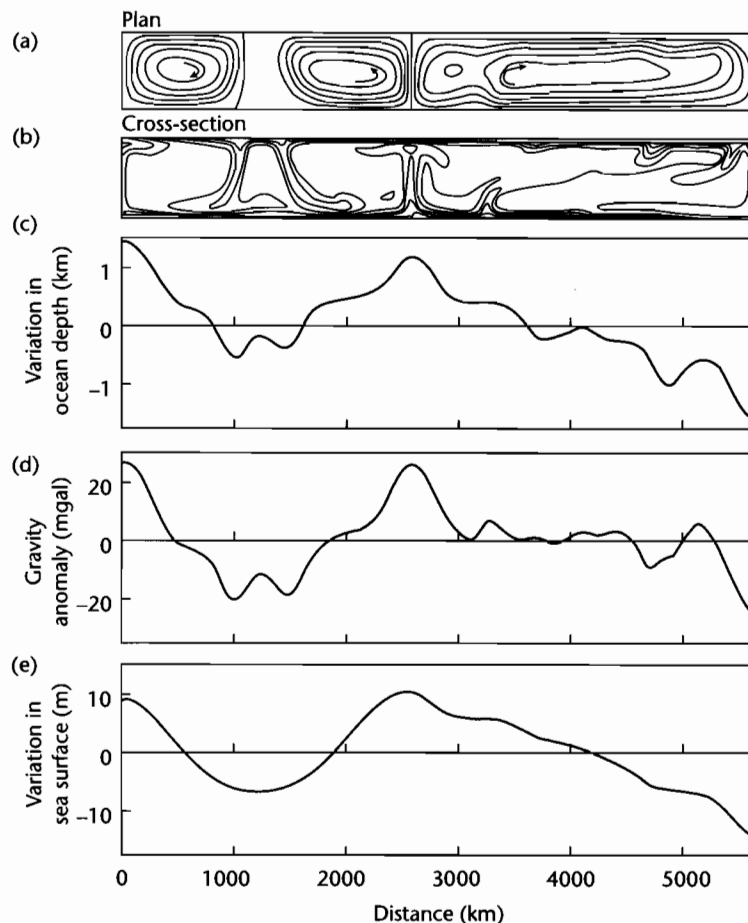 Plan
(a)
Cross-section
(b)
(c)
Variation in
ocean depth (km)
1
0
−1
(d)
Gravity
anomaly (mgal)
20
0
−20
(e)
Variation in
sea surface (m)
10
0
−10
0 1000 2000 3000 4000 5000
Distance (km)